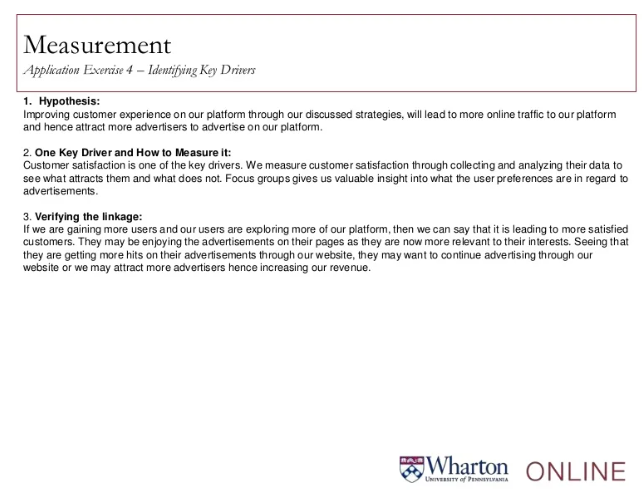 Measurement
Application Exercise 4 – Identifying Key Drivers
1. Hypothesis:
Improving customer experience on our platform through our discussed strategies, will lead to more online traffic to our platform
and hence attract more advertisers to advertise on our platform.
2. One Key Driver and How to Measure it:
Customer satisfaction is one of the key drivers. We measure customer satisfaction through collecting and analyzing their data to
see what attracts them and what does not. Focus groups gives us valuable insight into what the user preferences are in regard to
advertisements.
3. Verifying the linkage:
If we are gaining more users and our users are exploring more of our platform, then we can say that it is leading to more satisfied
customers. They may be enjoying the advertisements on their pages as they are now more relevant to their interests. Seeing that
they are getting more hits on their advertisements through our website, they may want to continue advertising through our
website or we may attract more advertisers hence increasing our revenue.
Wharton ONLINE
UNIVERSITY OF PENNSYLVANIA